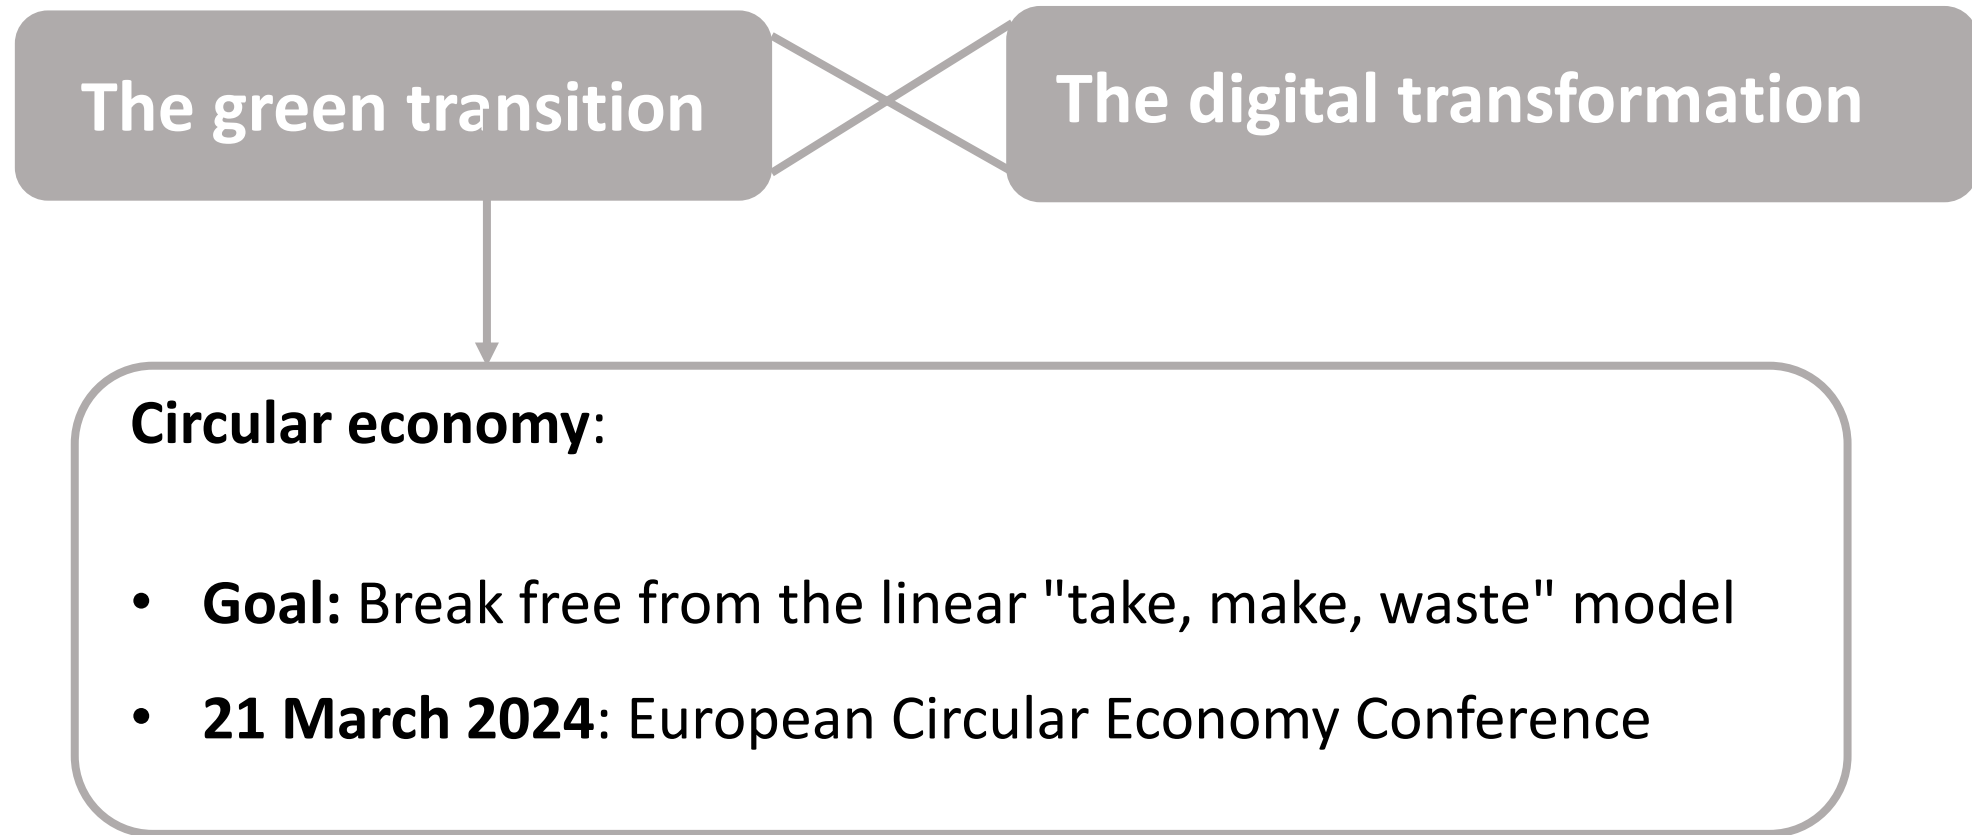 The green transition
The digital transformation
Circular economy:
• Goal: Break free from the linear "take, make, waste" model
• 21 March 2024: European Circular Economy Conference